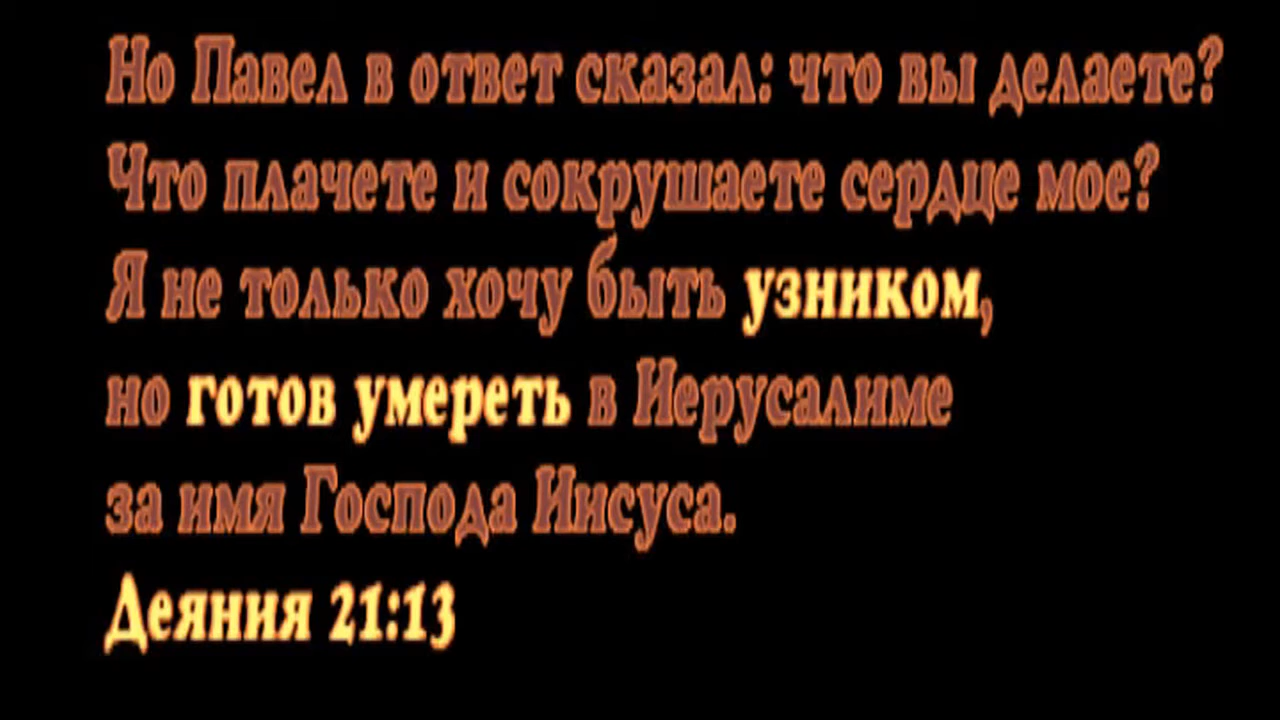 Но Павел в ответ сказал: что вы делаете?
Что плачете и сокрушаете сердце мое?
Я не только хочу быть узником,
но готов умереть в Иерусалиме
за имя Господа Иисуса.
Деяния 21:13